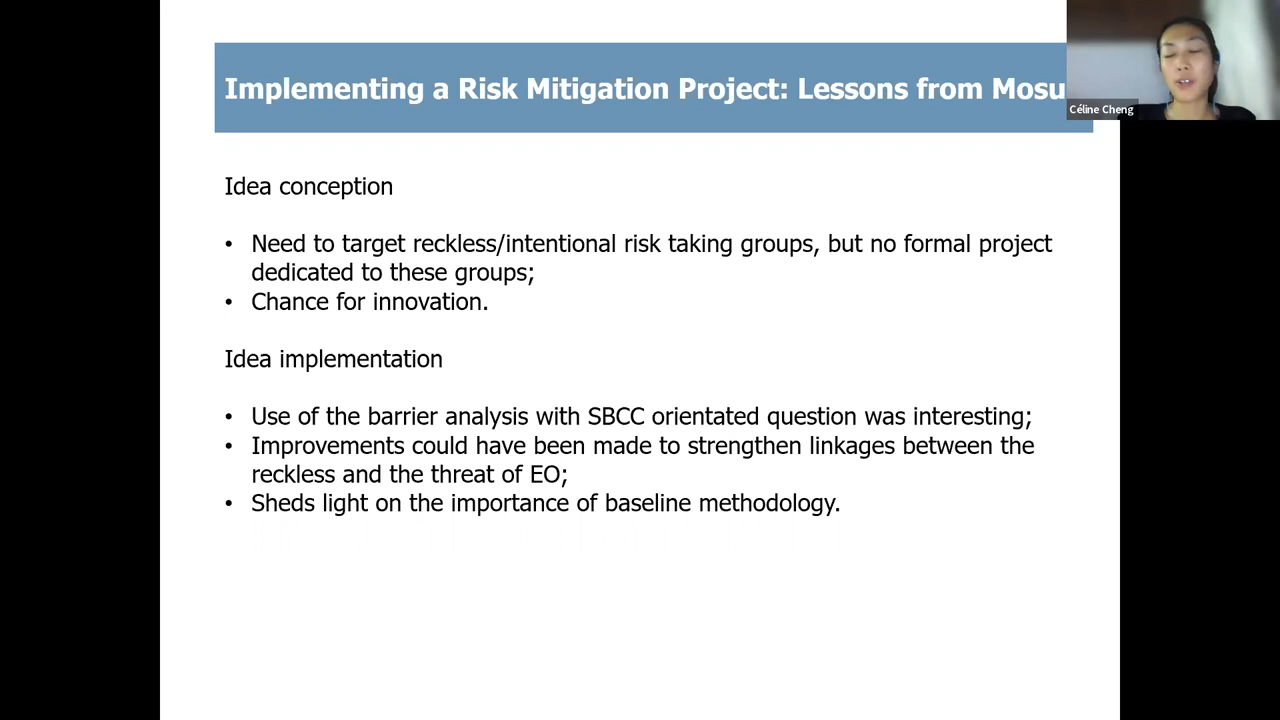 Implementing a Risk Mitigation Project: Lessons from Mosu
Céline Cheng
Idea conception
• Need to target reckless/intentional risk taking groups, but no formal project
dedicated to these groups;
• Chance for innovation.
Idea implementation
• Use of the barrier analysis with SBCC orientated question was interesting;
• Improvements could have been made to strengthen linkages between the
reckless and the threat of EO;
• Sheds light on the importance of baseline methodology.